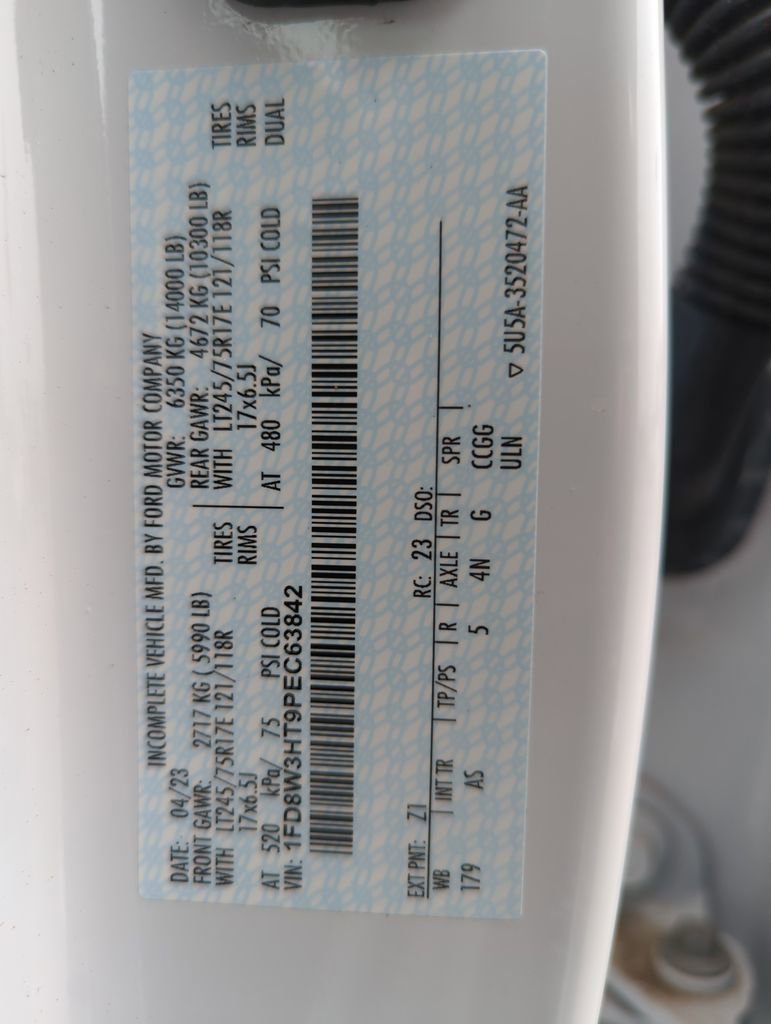 INCOMPLETE VEHICLE MFD. BY FORD MOTOR COMPANY
DATE: 04/23 GVWR: 6350 KG (14000 LB)
FRONT GAWR: 2717 KG ( 5990 LB) REAR GAWR: 4672 KG (10300 LB)
WITH LT245/75R17E 121/118R TIRES WITH LT245/75R17E 121/118R TIRES
17x6.5J RIMS 17x6.5J RIMS
AT 520 kPa/ 75 PSI COLD AT 480 kPa/ 70 PSI COLD DUAL
VIN: 1FD8W3HT9PEC63842
EXT PNT: Z1 RC: 23 DSO:
WB | INT TR | TP/PS | R | AXLE | TR | SPR |
179 AS 5 4N G CCGG
ULN
▽ 5U5A-3520472-AA